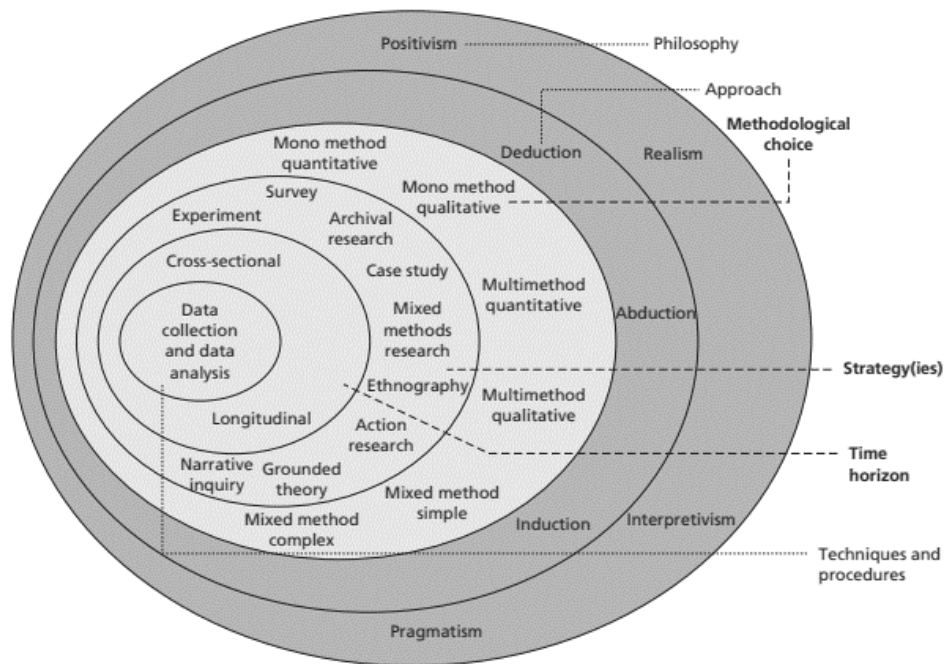 Positivism
Philosophy
Approach
Methodological
choice
Mono method
quantitative
Deduction
Realism
Survey
Mono method
qualitative
Experiment
Archival
research
Cross-sectional
Case study
Multimethod
quantitative
Data
collection
and data
analysis
Mixed
methods
research
Abduction
Strategy(ies)
Ethnography
Multimethod
qualitative
Longitudinal
Action
research
Time
horizon
Narrative
inquiry
Grounded
theory
Mixed method
simple
Mixed method
complex
Induction
Interpretivism
Techniques and
procedures
Pragmatism